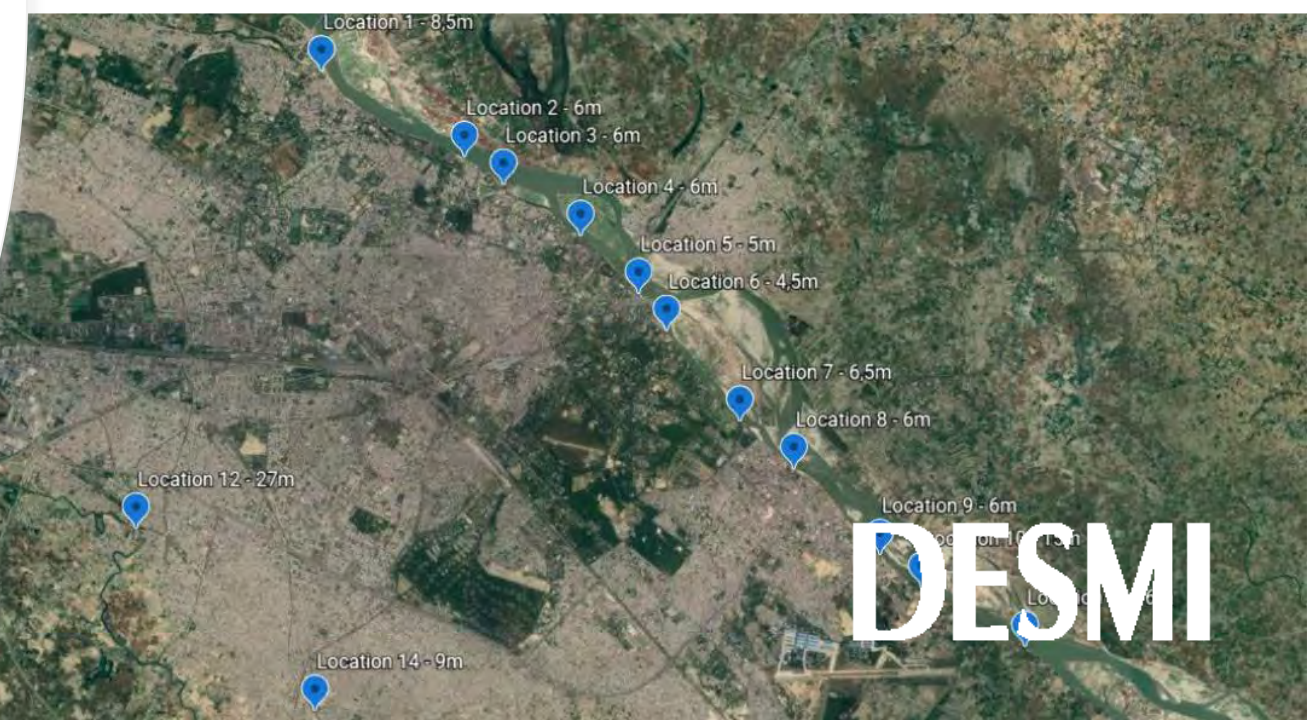 Location 1 - 8,5m
Location 2 - 6m
Location 3 - 6m
Location 4 - 6m
Location 5 - 5m
Location 6 - 4,5m
Location 7 - 6,5m
Location 8 - 6m
Location 12 - 27m
Location 9 - 6m
DESMI
Location 14 - 9m